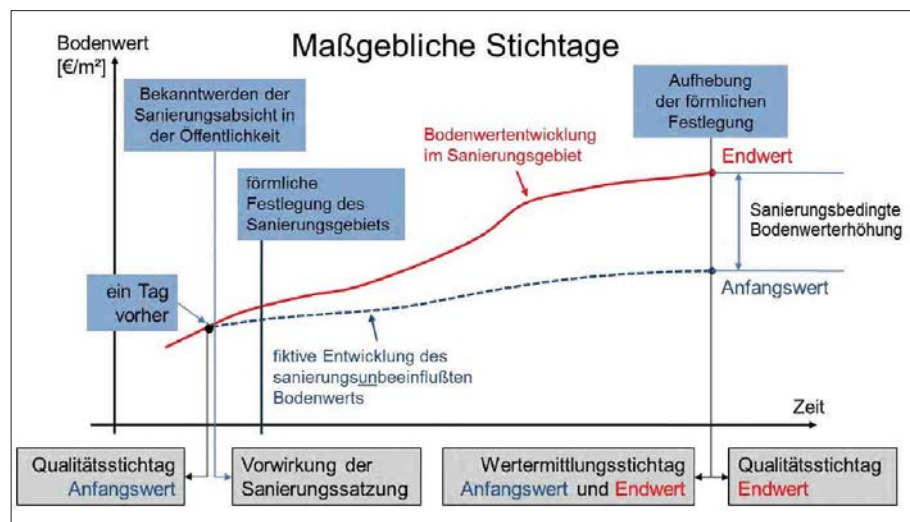 Maßgebliche Stichtage
Bodenwert
[€/m²]
Bekanntwerden der
Sanierungsabsicht in
der Öffentlichkeit
förmliche
Festlegung des
Sanierungsgebiets
ein Tag
vorher
Bodenwertentwicklung
im Sanierungsgebiet
Aufhebung
der förmlichen
Festlegung
Endwert
Sanierungsbedingte
Bodenwerterhöhung
Anfangswert
fiktive Entwicklung des
sanierungsunbeeinflußten
Bodenwerts
Zeit
Qualitätsstichtag
Anfangswert
Vorwirkung der
Sanierungssatzung
Wertermittlungsstichtag
Anfangswert und Endwert
Qualitätsstichtag
Endwert